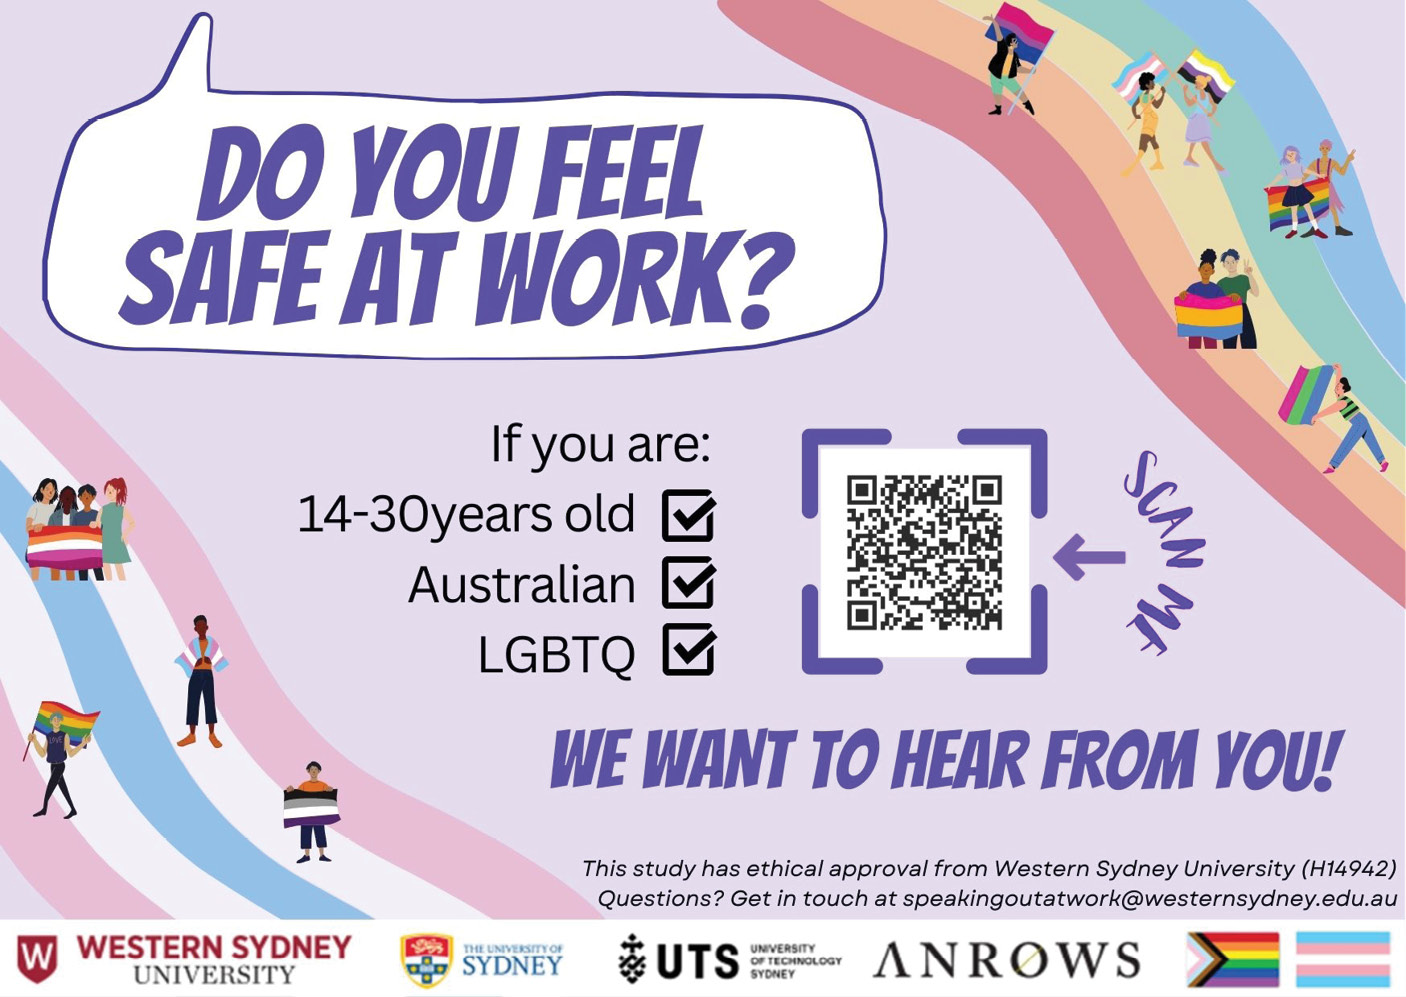 DO YOU FEEL
SAFE AT WORK?
If you are:
14-30years old
Australian
LGBTQ
SCAN ME
WE WANT TO HEAR FROM YOU!
This study has ethical approval from Western Sydney University (H14942)
Questions? Get in touch at speakingoutatwork@westernsydney.edu.au
W
WESTERN SYDNEY
UNIVERSITY
THE UNIVERSITY OF
SYDNEY
UTS
UNIVERSITY
OF TECHNOLOGY
SYDNEY
ANROWS